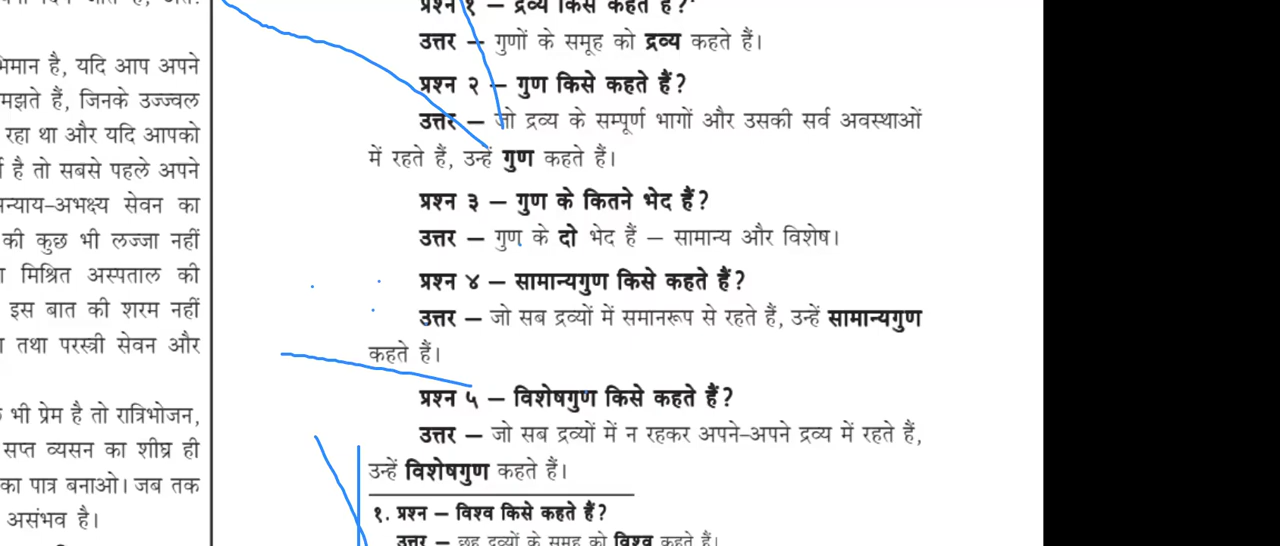 भिमान है, यदि आप अपने
मझते हैं, जिनके उज्ज्वल
रहा था और यदि आपको
है तो सबसे पहले अपने
अन्याय–अभक्ष्य सेवन का
की कुछ भी लज्जा नहीं
मिश्रित अस्पताल की
इस बात की शरम नहीं
तथा परस्त्री सेवन और
भी प्रेम है तो रात्रिभोजन,
सप्त व्यसन का शीघ्र ही
का पात्र बनाओ। जब तक
असंभव है।
प्रश्न १ – द्रव्य किसे कहते हैं?
उत्तर – गुणों के समूह को द्रव्य कहते हैं।
प्रश्न २ – गुण किसे कहते हैं?
उत्तर – जो द्रव्य के सम्पूर्ण भागों और उसकी सर्व अवस्थाओं
में रहते हैं, उन्हें गुण कहते हैं।
प्रश्न ३ – गुण के कितने भेद हैं?
उत्तर – गुण के दो भेद हैं – सामान्य और विशेष।
प्रश्न ४ – सामान्यगुण किसे कहते हैं?
उत्तर – जो सब द्रव्यों में समानरूप से रहते हैं, उन्हें सामान्यगुण
कहते हैं।
प्रश्न ५ – विशेषगुण किसे कहते हैं?
उत्तर – जो सब द्रव्यों में न रहकर अपने–अपने द्रव्य में रहते हैं,
उन्हें विशेषगुण कहते हैं।
१. प्रश्न – विश्व किसे कहते हैं?
उत्तर – छह द्रव्यों के समूह को विश्व कहते हैं।